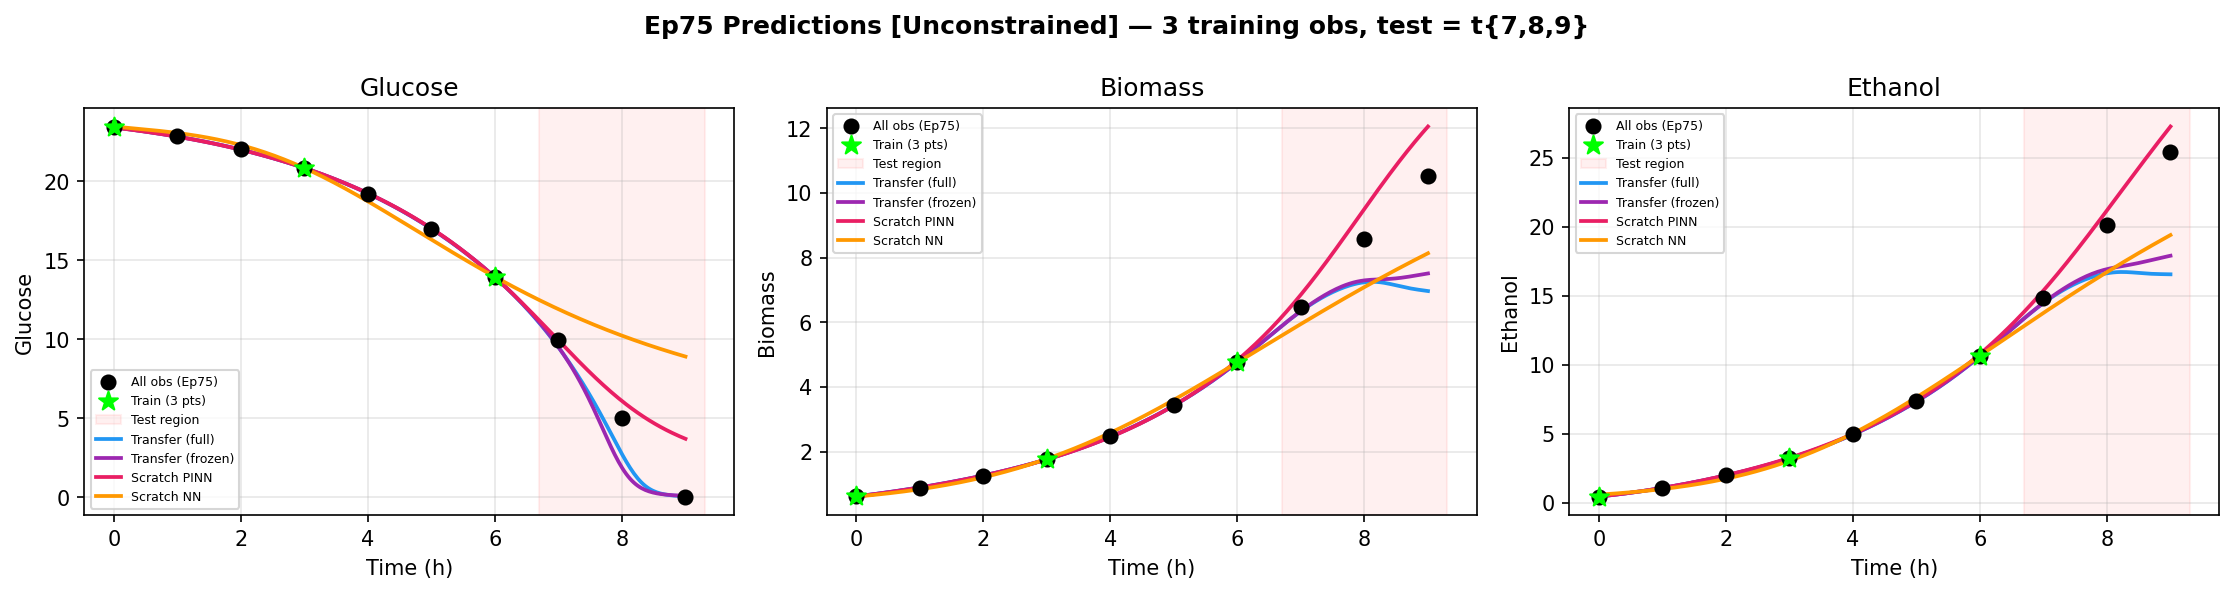 Ep75 Predictions [Unconstrained] — 3 training obs, test = t{7,8,9}
Glucose
Glucose
20
15
10
5
0
0 2 4 6 8
Time (h)
All obs (Ep75)
Train (3 pts)
Test region
Transfer (full)
Transfer (frozen)
Scratch PINN
Scratch NN
Biomass
Biomass
12
10
8
6
4
2
0 2 4 6 8
Time (h)
All obs (Ep75)
Train (3 pts)
Test region
Transfer (full)
Transfer (frozen)
Scratch PINN
Scratch NN
Ethanol
Ethanol
25
20
15
10
5
0
0 2 4 6 8
Time (h)
All obs (Ep75)
Train (3 pts)
Test region
Transfer (full)
Transfer (frozen)
Scratch PINN
Scratch NN